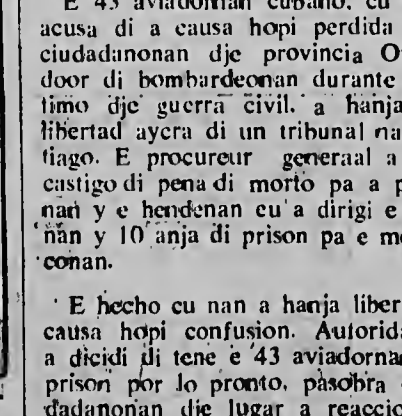 E 43 aviadornan cubano, cu
acusa di a causa hopi perdida
ciudadanonan dje provincia O
door di bombardeonan durante
timo dje guerra civil. a hanja
libertad ayera di un tribunal na
tiago. E procureur generaal a
castigo di pena di morto pa a p
nan y e hendenan cu'a dirigi e
nan y 10 anja di prison pa e me
conan.
E hecho cu nan a hanja liber
causa hopi confusion. Autorida
a dicidi di tene e 43 aviadorna
prison por lo pronto, pasobra
dadanonan dje lugar a reaccio